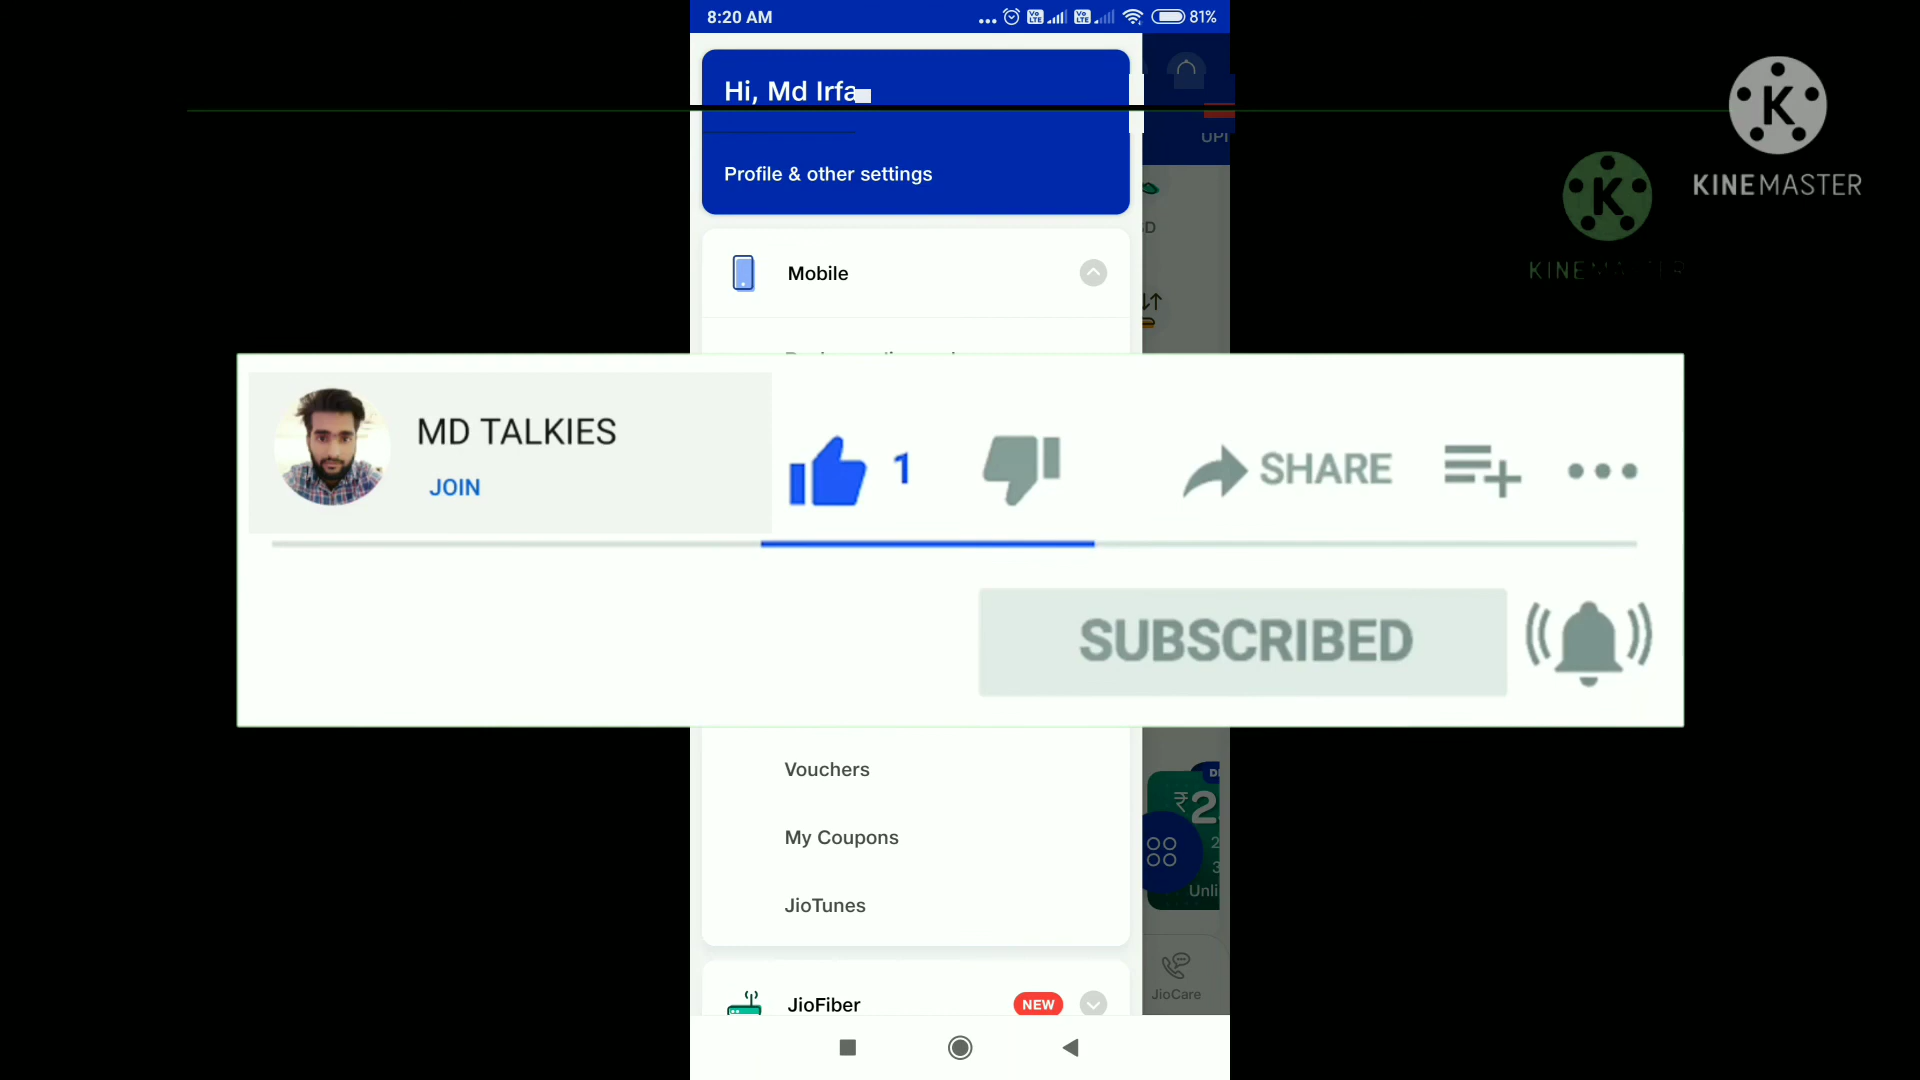 8:20 AM
81%
Hi, Md Irfa
UPI
Profile & other settings
KINEMASTER
KINE
Mobile
MD TALKIES
JOIN
1
SHARE
SUBSCRIBED
Vouchers
₹2
My Coupons
Unli
JioTunes
JioCare
JioFiber
NEW